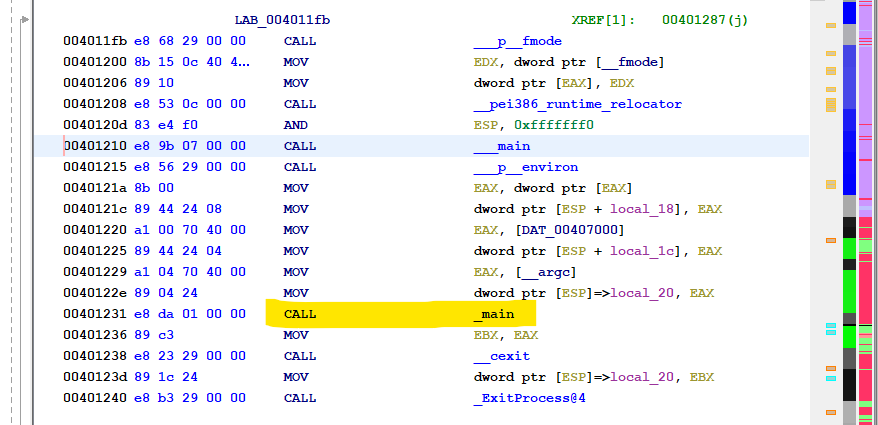 LAB_004011fb XREF[1]: 00401287(j)
004011fb e8 68 29 00 00 CALL ___p__fmode
00401200 8b 15 0c 40 4... MOV EDX, dword ptr [__fmode]
00401206 89 10 MOV dword ptr [EAX], EDX
00401208 e8 53 0c 00 00 CALL __pei386_runtime_relocator
0040120d 83 e4 f0 AND ESP, 0xfffffff0
00401210 e8 9b 07 00 00 CALL ___main
00401215 e8 56 29 00 00 CALL ___p__environ
0040121a 8b 00 MOV EAX, dword ptr [EAX]
0040121c 89 44 24 08 MOV dword ptr [ESP + local_18], EAX
00401220 a1 00 70 40 00 MOV EAX, [DAT_00407000]
00401225 89 44 24 04 MOV dword ptr [ESP + local_1c], EAX
00401229 a1 04 70 40 00 MOV EAX, [__argc]
0040122e 89 04 24 MOV dword ptr [ESP]=>local_20, EAX
00401231 e8 da 01 00 00 CALL _main
00401236 89 c3 MOV EBX, EAX
00401238 e8 23 29 00 00 CALL __cexit
0040123d 89 1c 24 MOV dword ptr [ESP]=>local_20, EBX
00401240 e8 b3 29 00 00 CALL _ExitProcess@4